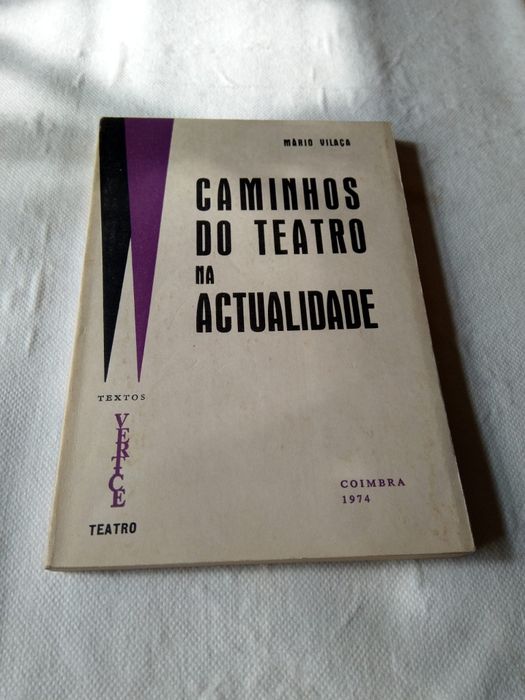 MÁRIO VILAÇA
CAMINHOS
DO TEATRO
NA
ACTUALIDADE
TEXTOS
VERTICE
TEATRO
COIMBRA
1974